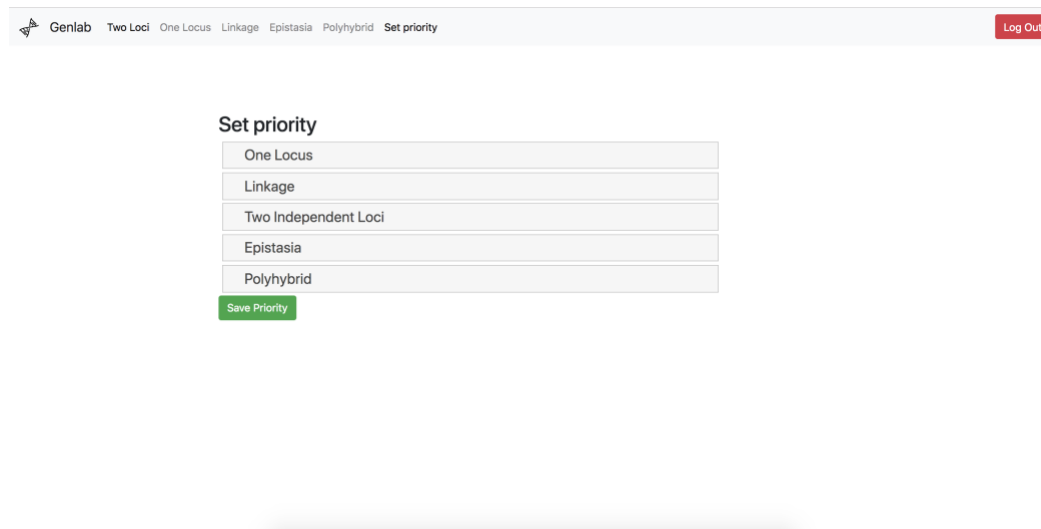 Genlab Two Loci One Locus Linkage Epistasia Polyhybrid Set priority Log Out
Set priority
One Locus
Linkage
Two Independent Loci
Epistasia
Polyhybrid
Save Priority